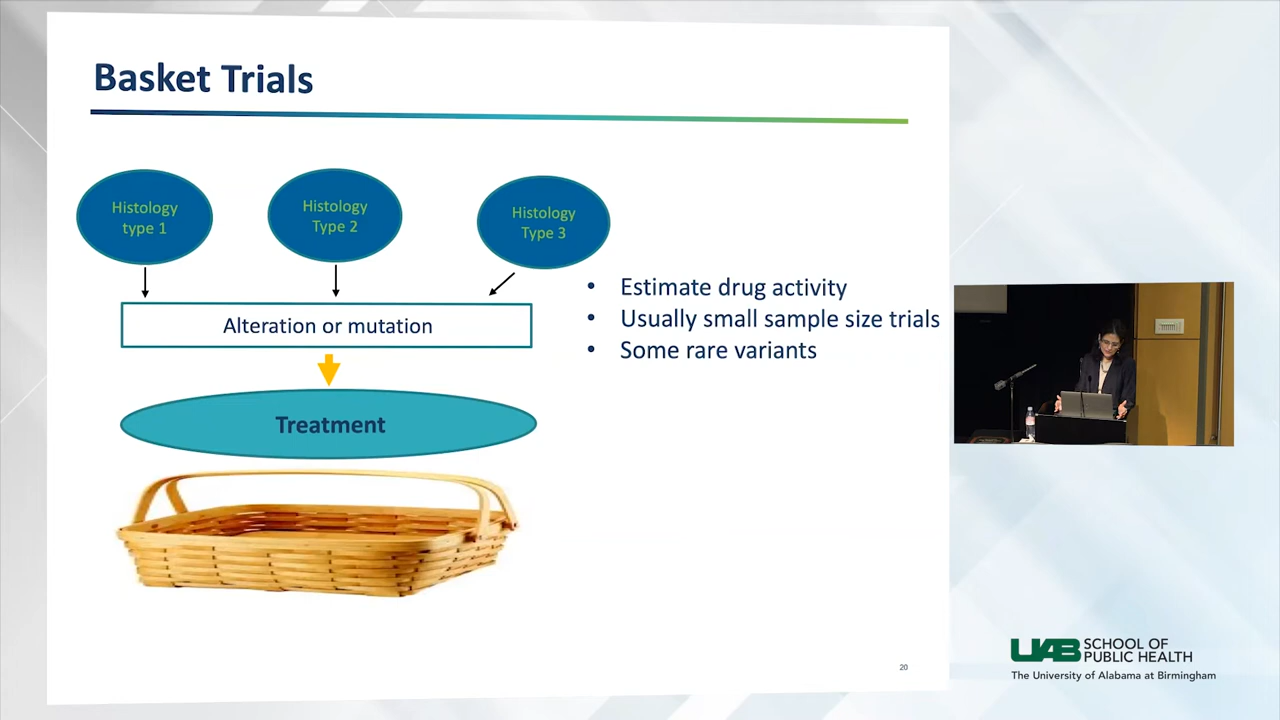 Basket Trials
Histology
type 1
Histology
Type 2
Histology
Type 3
Alteration or mutation
Treatment
• Estimate drug activity
• Usually small sample size trials
• Some rare variants
20
UAB SCHOOL OF
PUBLIC HEALTH
The University of Alabama at Birmingham